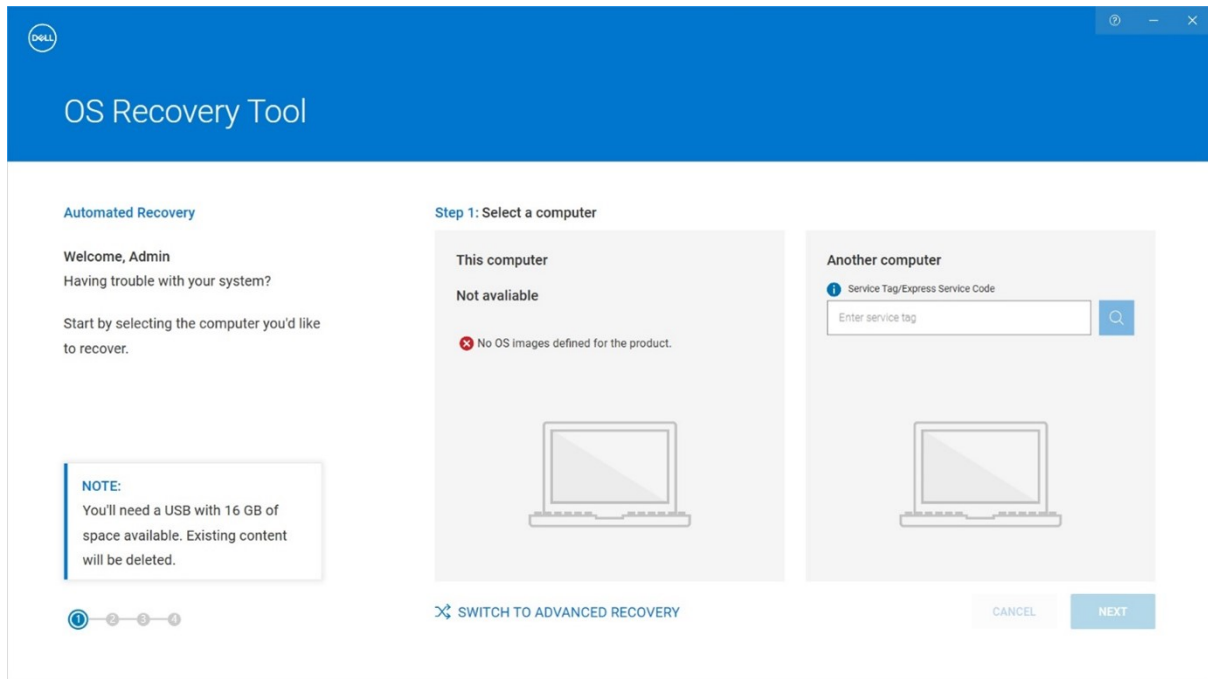 DELL
OS Recovery Tool
Automated Recovery
Welcome, Admin
Having trouble with your system?
Start by selecting the computer you'd like
to recover.
NOTE:
You'll need a USB with 16 GB of
space available. Existing content
will be deleted.
1 2 3 4
Step 1: Select a computer
This computer
Not avaliable
No OS images defined for the product.
Another computer
Service Tag/Express Service Code
Enter service tag
SWITCH TO ADVANCED RECOVERY
CANCEL
NEXT